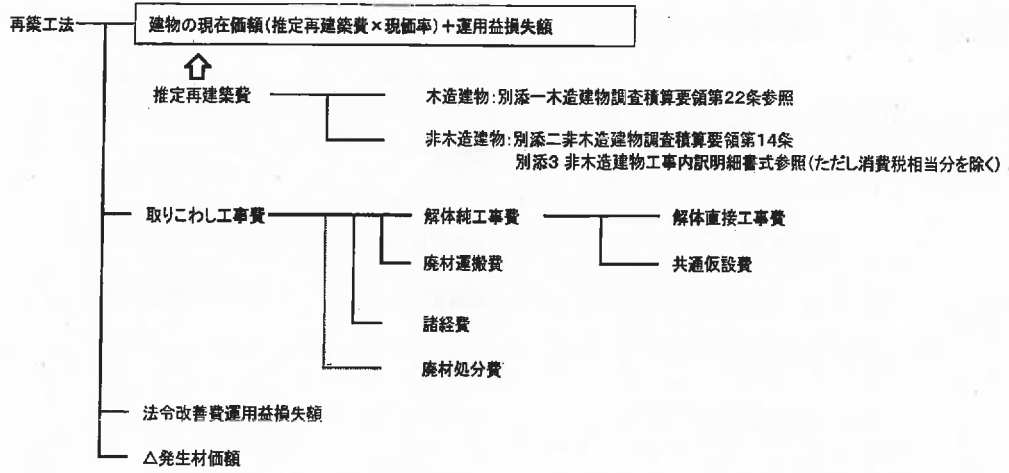 再築工法
建物の現在価額(推定再建築費×現価率)＋運用益損失額
推定再建築費
木造建物:別添一木造建物調査積算要領第22条参照
非木造建物:別添二非木造建物調査積算要領第14条
別添3 非木造建物工事内訳明細書式参照(ただし消費税相当分を除く)
取りこわし工事費
解体純工事費
解体直接工事費
廃材運搬費
共通仮設費
諸経費
廃材処分費
法令改善費運用益損失額
△発生材価額